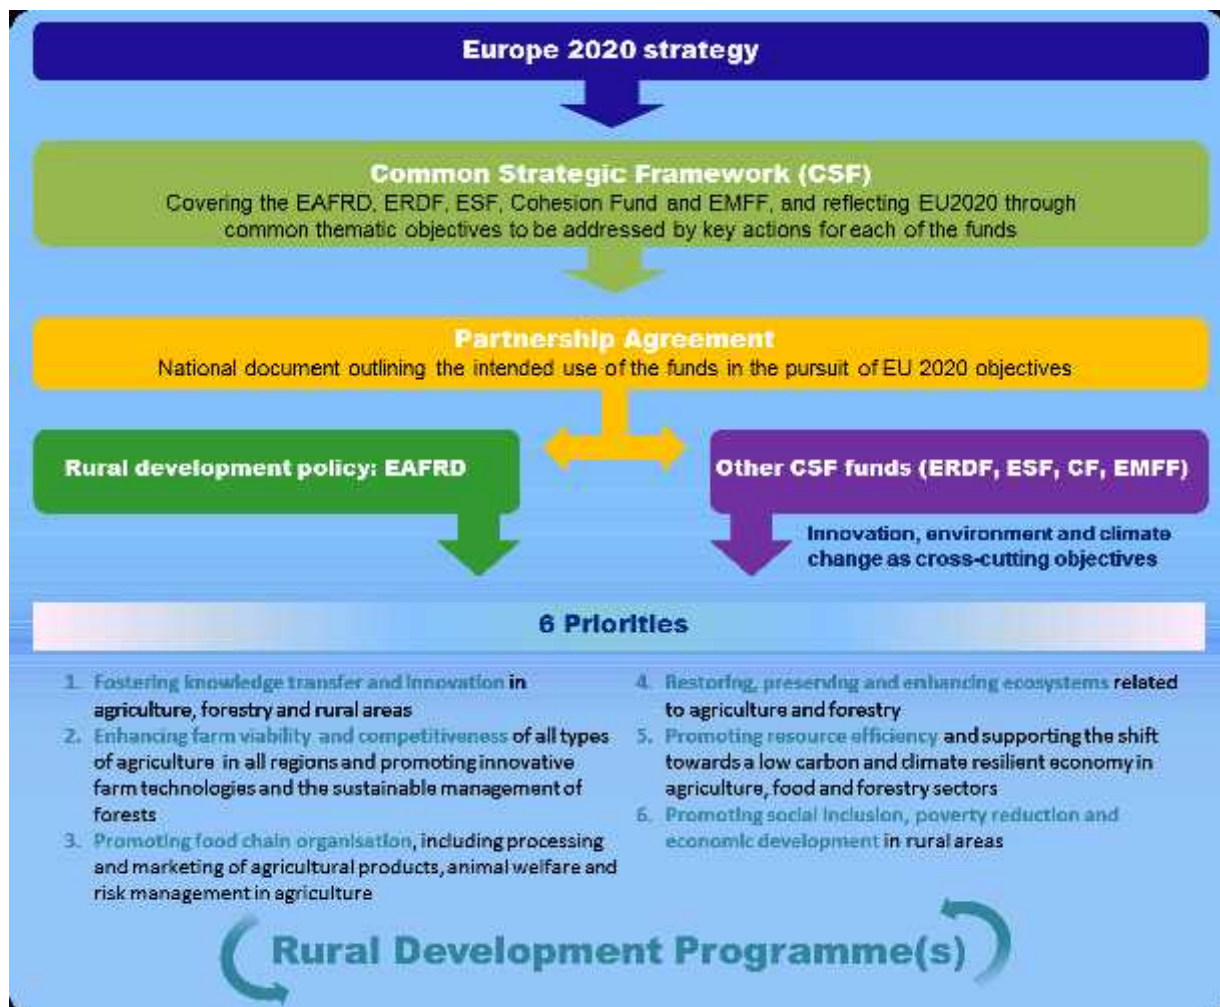 Europe 2020 strategy
Common Strategic Framework (CSF)
Covering the EAFRD, ERDF, ESF, Cohesion Fund and EMFF, and reflecting EU2020 through
common thematic objectives to be addressed by key actions for each of the funds
Partnership Agreement
National document outlining the intended use of the funds in the pursuit of EU 2020 objectives
Rural development policy: EAFRD
Other CSF funds (ERDF, ESF, CF, EMFF)
Innovation, environment and climate
change as cross-cutting objectives
6 Priorities
1. Fostering knowledge transfer and innovation in
agriculture, forestry and rural areas
2. Enhancing farm viability and competitiveness of all types
of agriculture in all regions and promoting innovative
farm technologies and the sustainable management of
forests
3. Promoting food chain organisation, including processing
and marketing of agricultural products, animal welfare and
risk management in agriculture
4. Restoring, preserving and enhancing ecosystems related
to agriculture and forestry
5. Promoting resource efficiency and supporting the shift
towards a low carbon and climate resilient economy in
agriculture, food and forestry sectors
6. Promoting social inclusion, poverty reduction and
economic development in rural areas
Rural Development Programme(s)